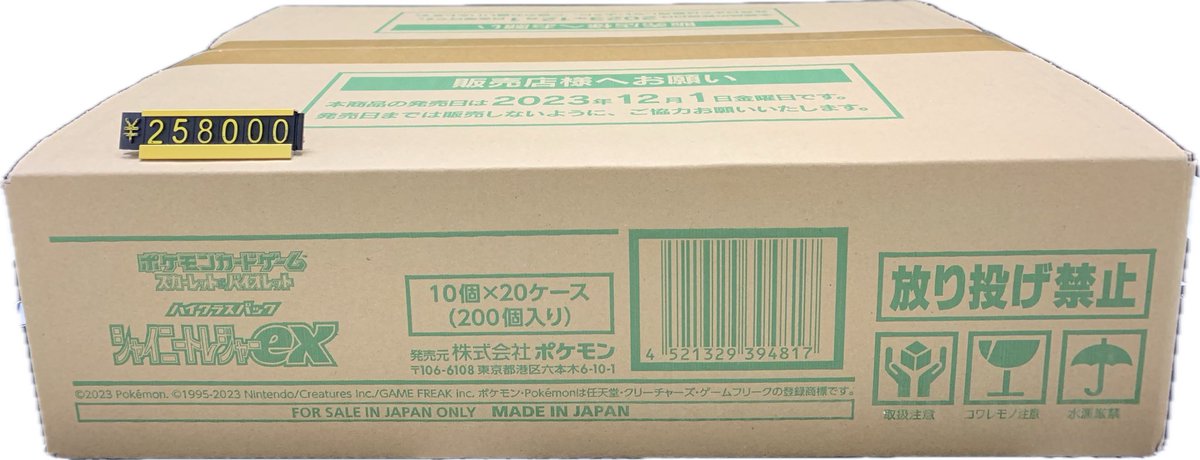 販売店様へお願い
販売店様へお願い
本商品の発売日は2023年12月1日金曜日です。
発売日までは販売しないように、ご協力お願いいたします。
¥258000
ポケモンカードゲーム
スカーレット&バイオレット
ハイクラスパック
シャイニートレジャーex
10個×20ケース
(200個入り)
発売元 株式会社 ポケモン
〒106-6108 東京都港区六本木6-10-1
4 521329 394817
放り投げ禁止
取扱注意
コワレモノ注意
水濡厳禁
©2023 Pokémon. ©1995-2023 Nintendo/Creatures Inc./GAME FREAK inc. ポケモン・Pokémonは任天堂・クリーチャーズ・ゲームフリークの登録商標です。
FOR SALE IN JAPAN ONLY MADE IN JAPAN